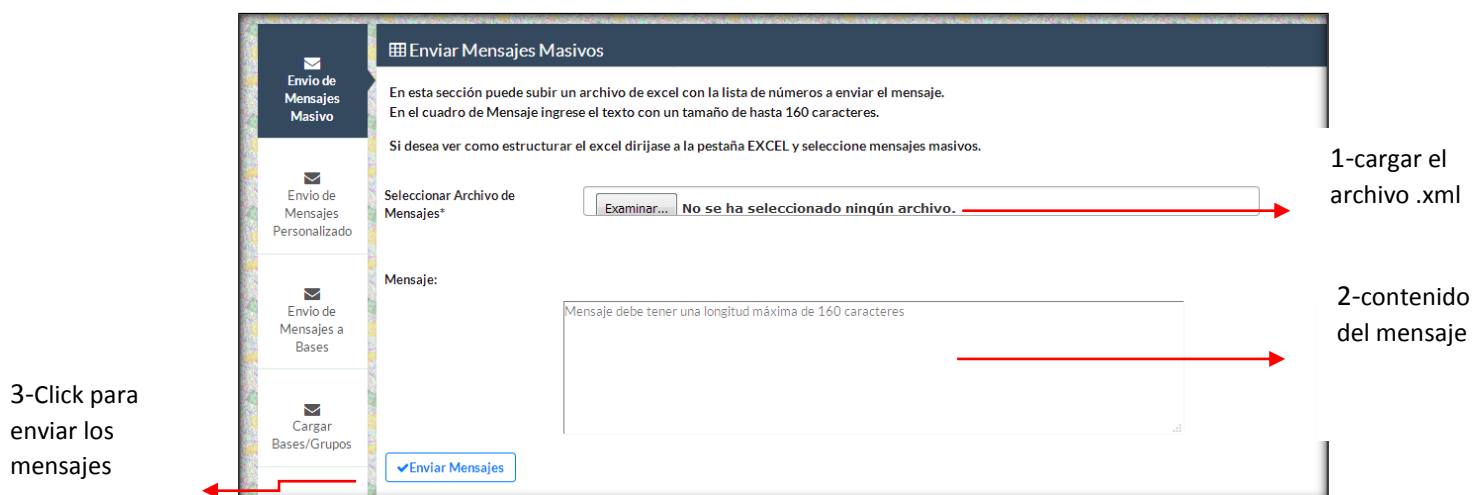 Envio de
Mensajes
Masivo
Envio de
Mensajes
Personalizado
Envio de
Mensajes a
Bases
Cargar
Bases/Grupos
Enviar Mensajes Masivos
En esta sección puede subir un archivo de excel con la lista de números a enviar el mensaje.
En el cuadro de Mensaje ingrese el texto con un tamaño de hasta 160 caracteres.
Si desea ver como estructurar el excel dirijase a la pestaña EXCEL y seleccione mensajes masivos.
Seleccionar Archivo de
Mensajes*
Examinar... No se ha seleccionado ningún archivo.
Mensaje:
Mensaje debe tener una longitud máxima de 160 caracteres
Enviar Mensajes
1-cargar el
archivo .xml
2-contenido
del mensaje
3-Click para
enviar los
mensajes